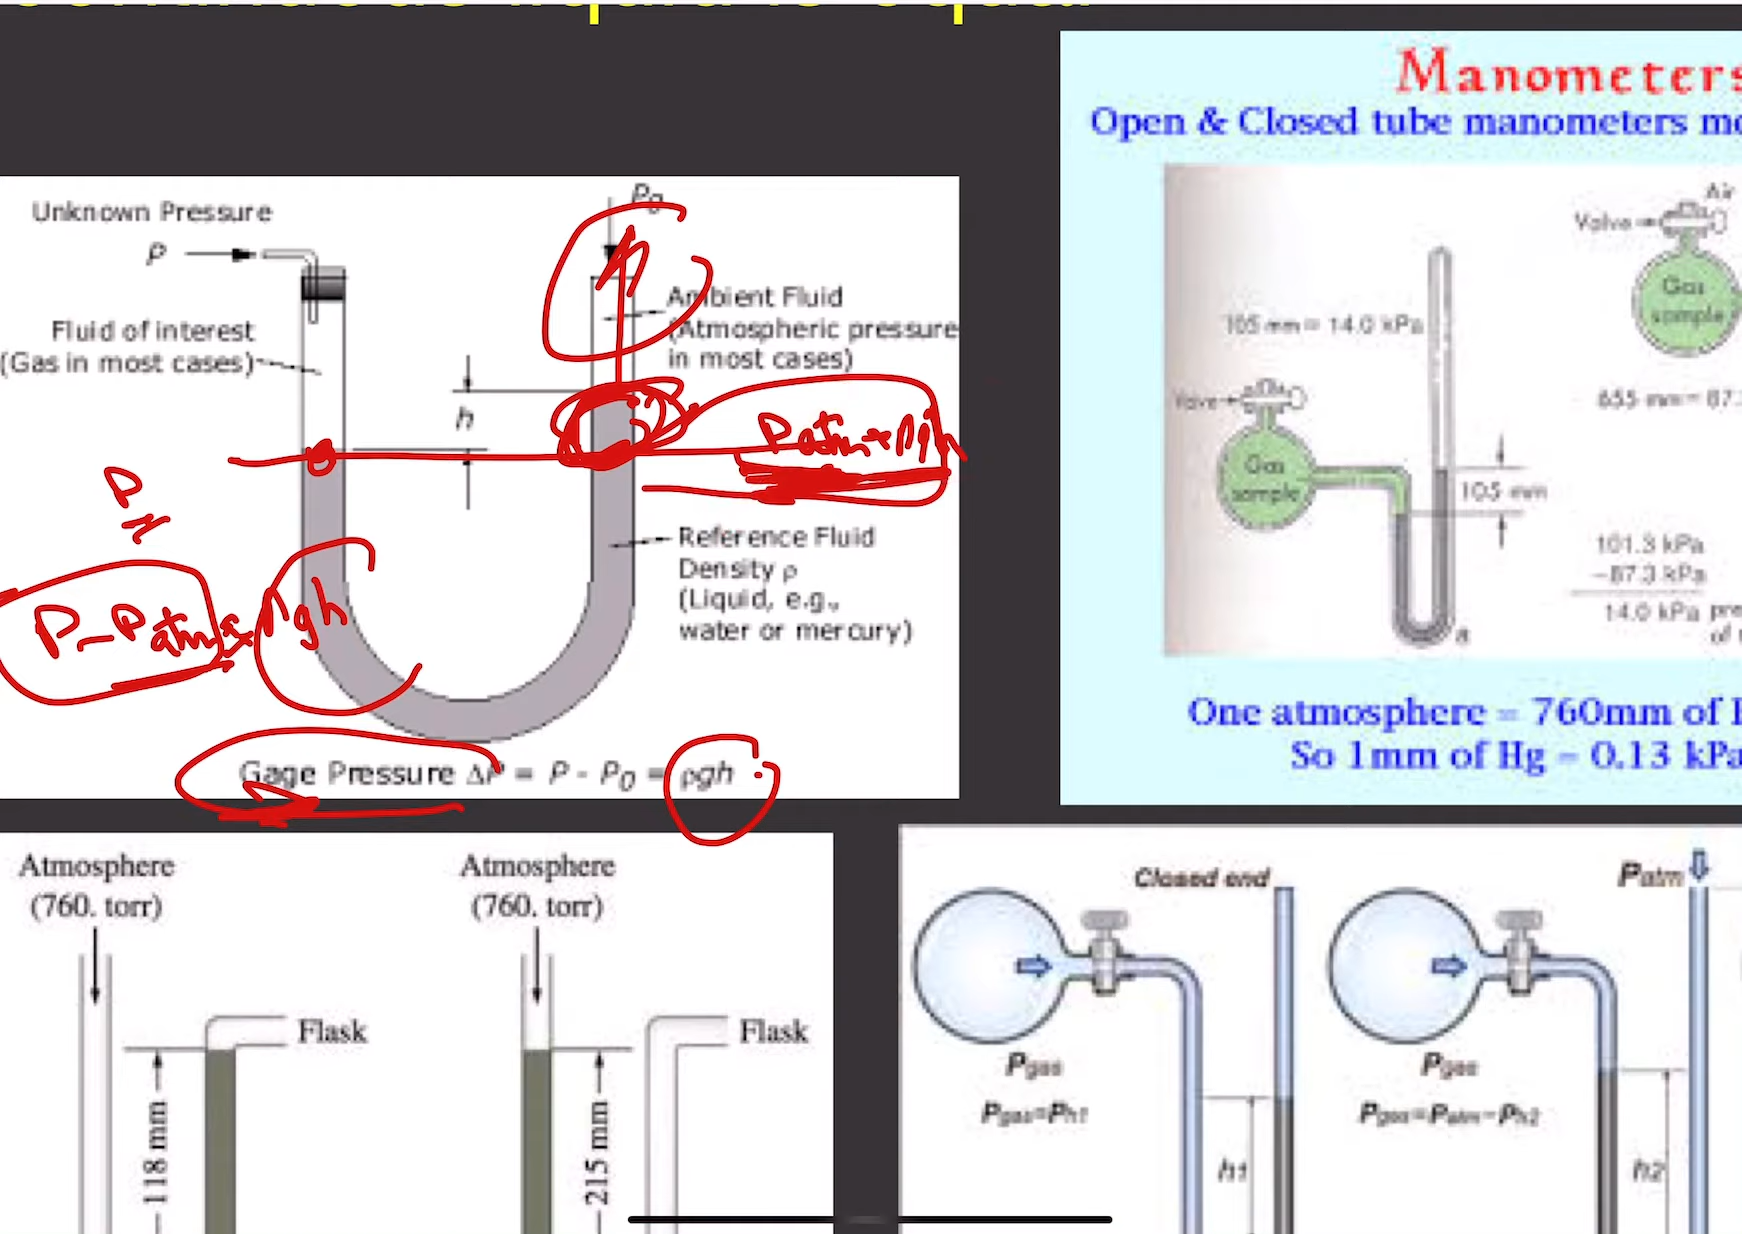 Unknown Pressure
P
Po
Fluid of interest
(Gas in most cases)
Ambient Fluid
(Atmospheric pressure
in most cases)
h
Patm + ρgh
P
P - Patm = ρgh
Reference Fluid
Density ρ
(Liquid, e.g.,
water or mercury)
Gage Pressure ΔP = P - P0 = ρgh
Manometers
Open & Closed tube manometers
Air
Valve
Gas
sample
105 mm = 14.0 kPa
655 mm = 87.
Valve
Gas
sample
105 mm
101.3 kPa
-87.3 kPa
14.0 kPa
of
a
One atmosphere = 760mm of
So 1mm of Hg = 0.13 kPa
Atmosphere
(760. torr)
Flask
118 mm
Atmosphere
(760. torr)
Flask
215 mm
Closed end
Pgas
Pgas=Ph1
h1
Patm
Pgas
Pgas=Patm-Ph2
h2